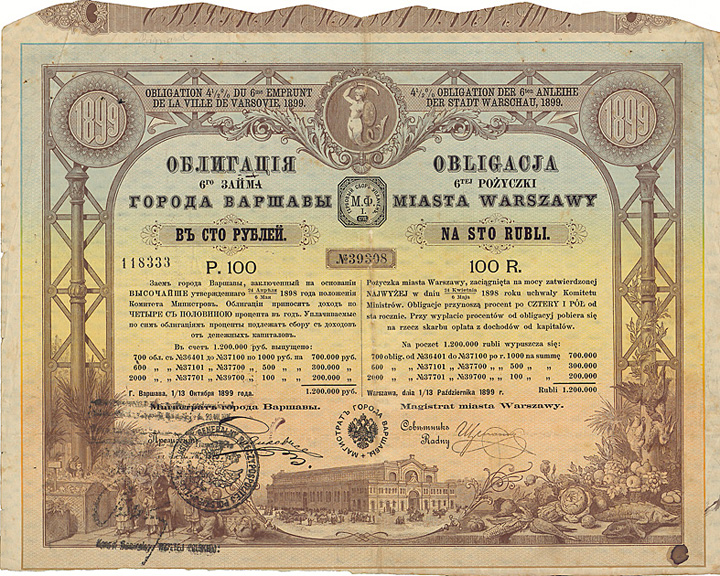 OBLIGATION 4½% DU 6me EMPRUNT
DE LA VILLE DE VARSOVIE, 1899.
4½% OBLIGATION DER 6ten ANLEIHE
DER STADT WARSCHAU, 1899.
1899
1899
ОБЛИГАЦІЯ
6го ЗАЙМА
ГОРОДА ВАРШАВЫ
ВЪ СТО РУБЛЕЙ.
М.Ф.
1.
OBLIGACJA
6TEJ POŻYCZKI
MIASTA WARSZAWY
NA STO RUBLI.
118333
Р. 100
№39398
100 R.
Заемъ города Варшавы, заключенный на основаніи
ВЫСОЧАЙШЕ утвержденнаго 24 Апрѣля/6 Мая 1898 года положенія
Комитета Министровъ. Облигаціи приносятъ доходъ по
ЧЕТЫРЕ СЪ ПОЛОВИНОЮ процента въ годъ. Уплачиваемые
по симъ облигаціямъ проценты подлежатъ сбору съ доходовъ
отъ денежныхъ капиталовъ.
Въ счетъ 1.200.000 руб. выпущено:
700 обл. съ №36401 до №37100 по 1000 руб. на 700.000 руб.
600 „ „ №37101 „ №37700 „ 500 „ „ 300.000 „
2000 „ „ №37701 „ №39700 „ 100 „ „ 200.000 „
1.200.000 руб.
Г. Варшава, 1/13 Октября 1899 года.
Магистратъ города Варшавы.
Президентъ
Pożyczka miasta Warszawy, zaciągnięta na mocy zatwierdzonej
NAJWYŻEJ w dniu 24 Kwietnia/6 Maja 1898 roku uchwały Komitetu
Ministrów. Obligacje przynoszą procent po CZTERY I PÓŁ od
sta rocznie. Przy wypłacie procentów od obligacyj pobiera się
na rzecz skarbu opłata z dochodów od kapitałów.
Na poczet 1.200.000 rubli wypuszcza się:
700 oblig. od №36401 do №37100 po r. 1000 na summę 700.000
600 „ „ №37101 „ №37700 „ „ 500 „ „ 300.000
2000 „ „ №37701 „ №39700 „ „ 100 „ „ 200.000
Rubli 1.200.000
Warszawa, dnia 1/13 Października 1899 r.
Magistrat miasta Warszawy.
Совѣтникъ
Radny
МАГИСТРАТЪ ГОРОДА ВАРШАВЫ.